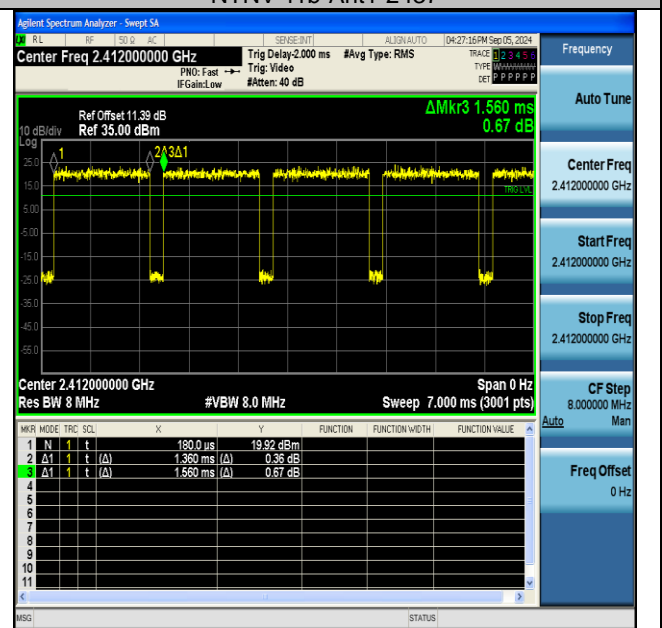 Agilent Spectrum Analyzer - Swept SA
RL RF 50 Ω AC SENSE:INT ALIGN AUTO 04:27:16 PM Sep 05, 2024
Center Freq 2.412000000 GHz Trig Delay-2.000 ms #Avg Type: RMS TRACE 1 2 3 4 5 6
PNO: Fast Trig: Video TYPE
IFGain:Low #Atten: 40 dB DET P P P P P P
ΔMkr3 1.560 ms
0.67 dB
Ref Offset 11.39 dB
10 dB/div Ref 35.00 dBm
Log
1 2Δ3Δ1
25.0
15.0
TRIG LVL
5.00
-5.00
-15.0
-25.0
-35.0
-45.0
-55.0
Center 2.412000000 GHz Span 0 Hz
Res BW 8 MHz #VBW 8.0 MHz Sweep 7.000 ms (3001 pts)
MKR MODE TRC SCL X Y FUNCTION FUNCTION WIDTH FUNCTION VALUE
1 N 1 t 180.0 us 19.92 dBm
2 Δ1 1 t (Δ) 1.360 ms (Δ) 0.36 dB
3 Δ1 1 t (Δ) 1.560 ms (Δ) 0.67 dB
4
5
6
7
8
9
10
11
MSG STATUS
Frequency
Auto Tune
Center Freq
2.412000000 GHz
Start Freq
2.412000000 GHz
Stop Freq
2.412000000 GHz
CF Step
8.000000 MHz
Auto Man
Freq Offset
0 Hz